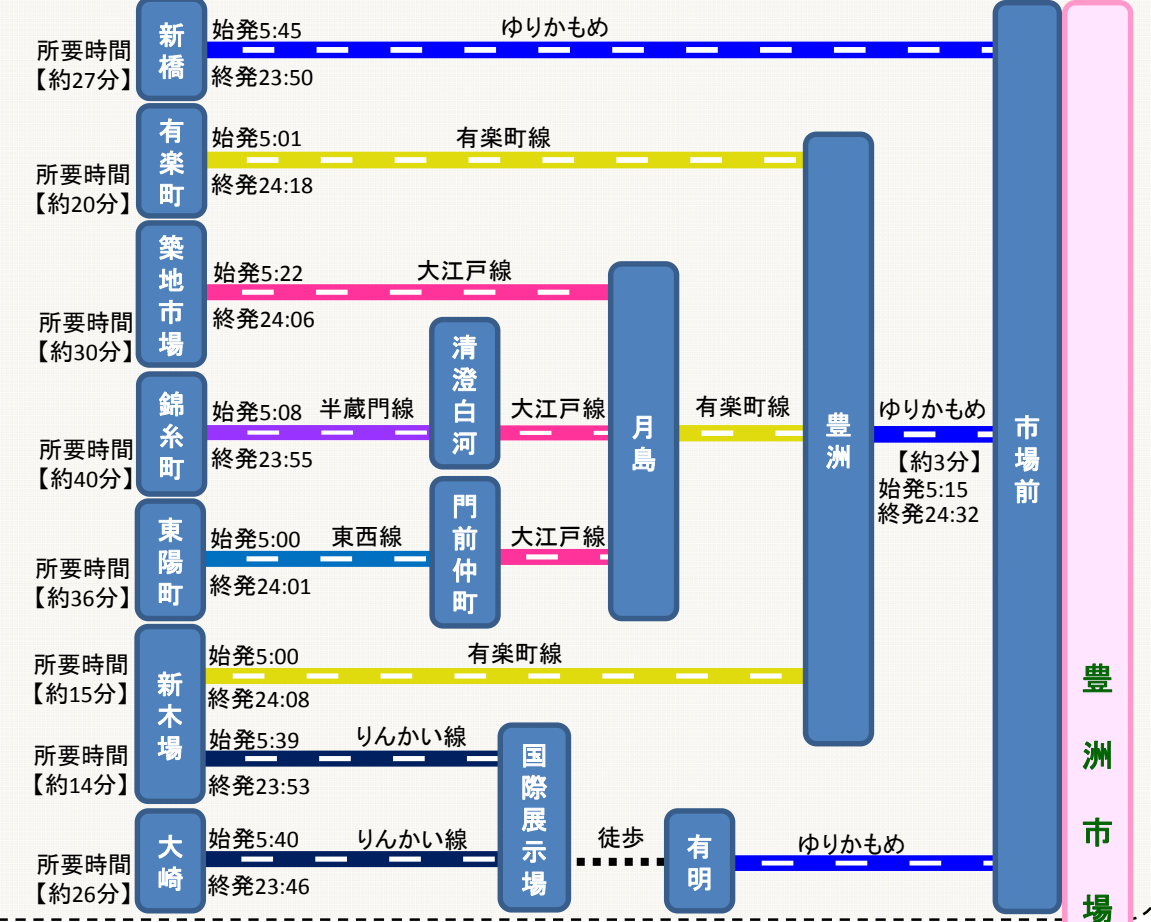 新橋
所要時間
【約27分】
始発5:45
ゆりかもめ
終発23:50
有楽町
所要時間
【約20分】
始発5:01
有楽町線
終発24:18
築地市場
所要時間
【約30分】
始発5:22
大江戸線
終発24:06
錦糸町
所要時間
【約40分】
始発5:08
半蔵門線
終発23:55
清澄白河
大江戸線
月島
有楽町線
豊洲
ゆりかもめ
【約3分】
始発5:15
終発24:32
市場前
東陽町
所要時間
【約36分】
始発5:00
東西線
終発24:01
門前仲町
大江戸線
新木場
所要時間
【約15分】
始発5:00
有楽町線
終発24:08
所要時間
【約14分】
始発5:39
りんかい線
終発23:53
国際展示場
大崎
所要時間
【約26分】
始発5:40
りんかい線
終発23:46
徒歩
有明
ゆりかもめ
豊洲市場